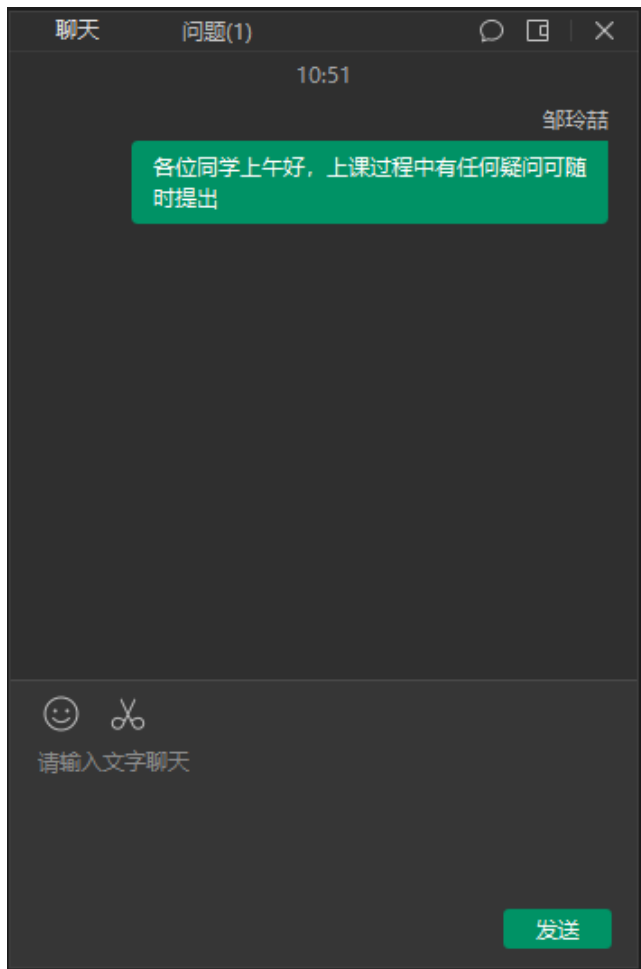 聊天 问题(1)
10:51
邹玲喆
各位同学上午好，上课过程中有任何疑问可随
时提出
请输入文字聊天
发送